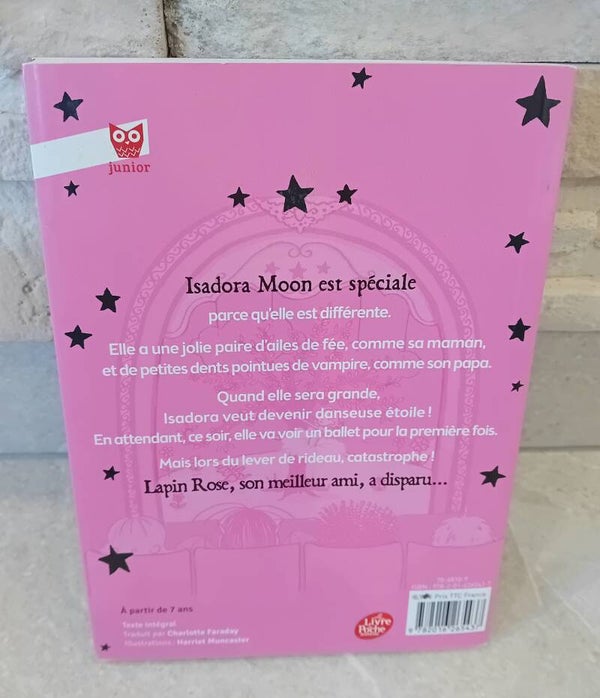 junior
Isadora Moon est spéciale
parce qu'elle est différente.
Elle a une jolie paire d'ailes de fée, comme sa maman,
et de petites dents pointues de vampire, comme son papa.
Quand elle sera grande,
Isadora veut devenir danseuse étoile !
En attendant, ce soir, elle va voir un ballet pour la première fois.
Mais lors du lever de rideau, catastrophe !
Lapin Rose, son meilleur ami, a disparu...
À partir de 7 ans
Texte intégral
Traduit par Charlotte Faraday
Illustrations : Harriet Muncaster
Le Livre
de Poche
Prix TTC France